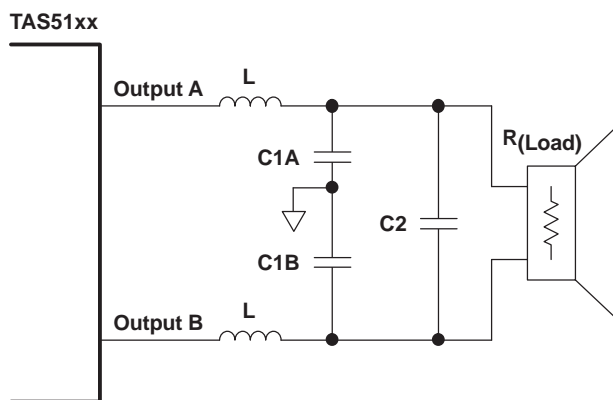 TAS51xx
Output A
L
C1A
R(Load)
C2
C1B
L
Output B